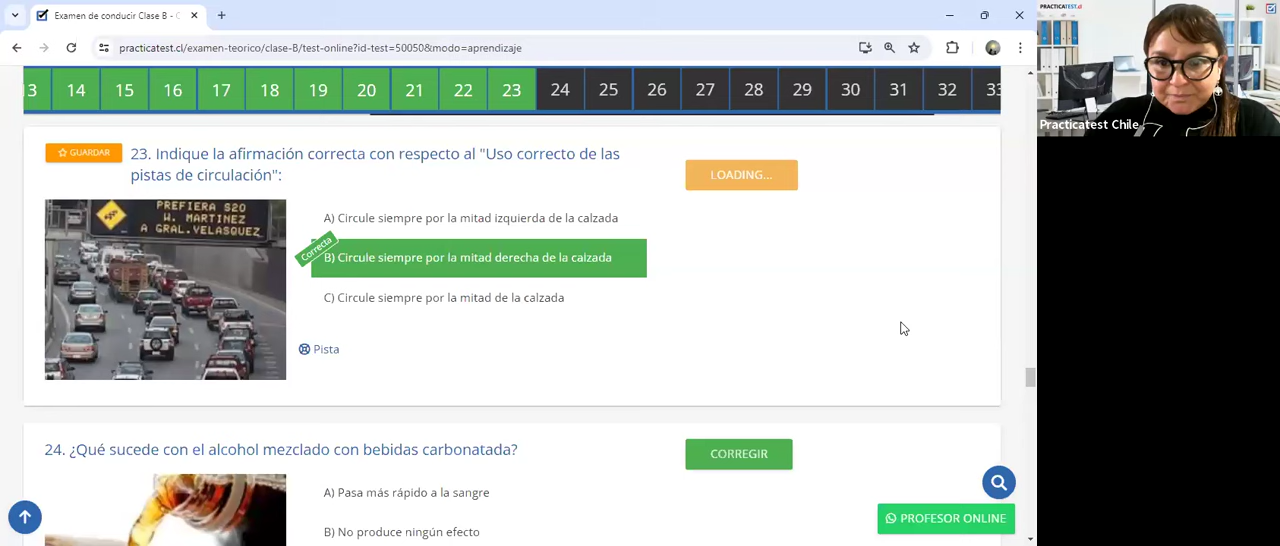 Examen de conducir Clase B - C
practicatest.cl/examen-teorico/clase-B/test-online?id-test=50050&modo=aprendizaje
13 14 15 16 17 18 19 20 21 22 23 24 25 26 27 28 29 30 31 32 33
GUARDAR
23. Indique la afirmación correcta con respecto al "Uso correcto de las
pistas de circulación":
LOADING...
PREFIERA S20
W. MARTINEZ
A GRAL.VELASQUEZ
A) Circule siempre por la mitad izquierda de la calzada
Correcta
B) Circule siempre por la mitad derecha de la calzada
C) Circule siempre por la mitad de la calzada
Pista
24. ¿Qué sucede con el alcohol mezclado con bebidas carbonatada?
CORREGIR
A) Pasa más rápido a la sangre
B) No produce ningún efecto
PROFESOR ONLINE
PRACTICATEST.cl
Practicatest Chile